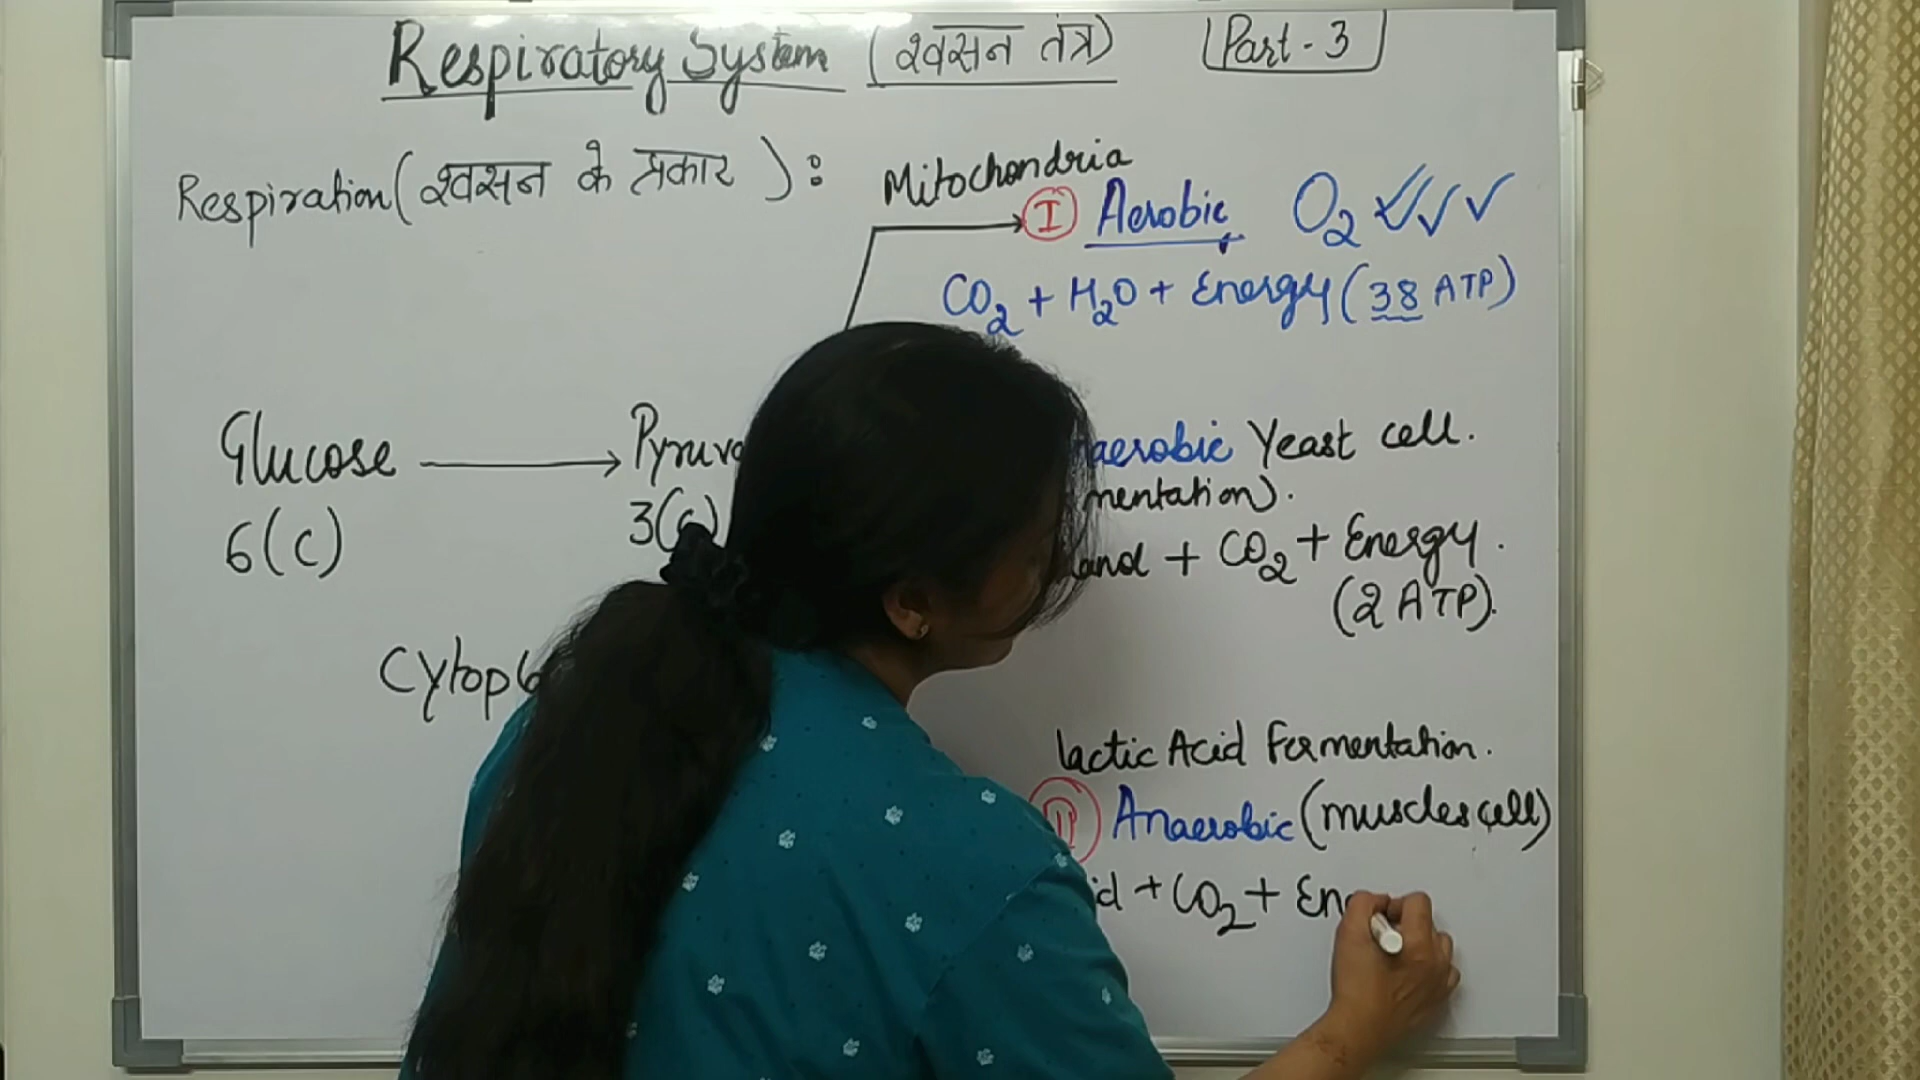 Respiratory System (श्वसन तंत्र) Part-3
Respiration (श्वसन के प्रकार ):
Mitochondria
I Aerobic O2 ✓✓✓
CO2 + H2O + Energy (38 ATP)
Glucose → Pyruv
6(C) 3(C)
aerobic Yeast cell.
mentation).
anol + CO2 + Energy.
(2 ATP).
Cytopl
lactic Acid Fermentation.
Anaerobic (muscles cell)
id + CO2 + En